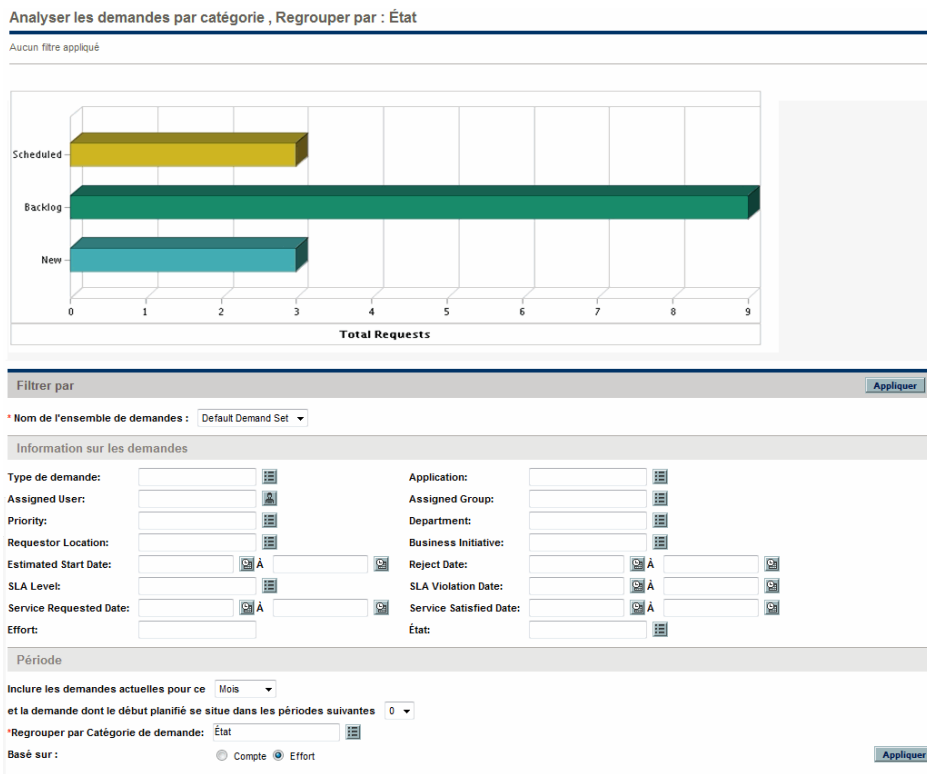 Analyser les demandes par catégorie , Regrouper par : État
Aucun filtre appliqué
Scheduled
Backlog
New
0 1 2 3 4 5 6 7 8 9
Total Requests
Filtrer par Appliquer
* Nom de l'ensemble de demandes : Default Demand Set
Information sur les demandes
Type de demande: Application:
Assigned User: Assigned Group:
Priority: Department:
Requestor Location: Business Initiative:
Estimated Start Date: À Reject Date: À
SLA Level: SLA Violation Date: À
Service Requested Date: À Service Satisfied Date: À
Effort: État:
Période
Inclure les demandes actuelles pour ce Mois
et la demande dont le début planifié se situe dans les périodes suivantes 0
*Regrouper par Catégorie de demande: État
Basé sur : Compte Effort Appliquer